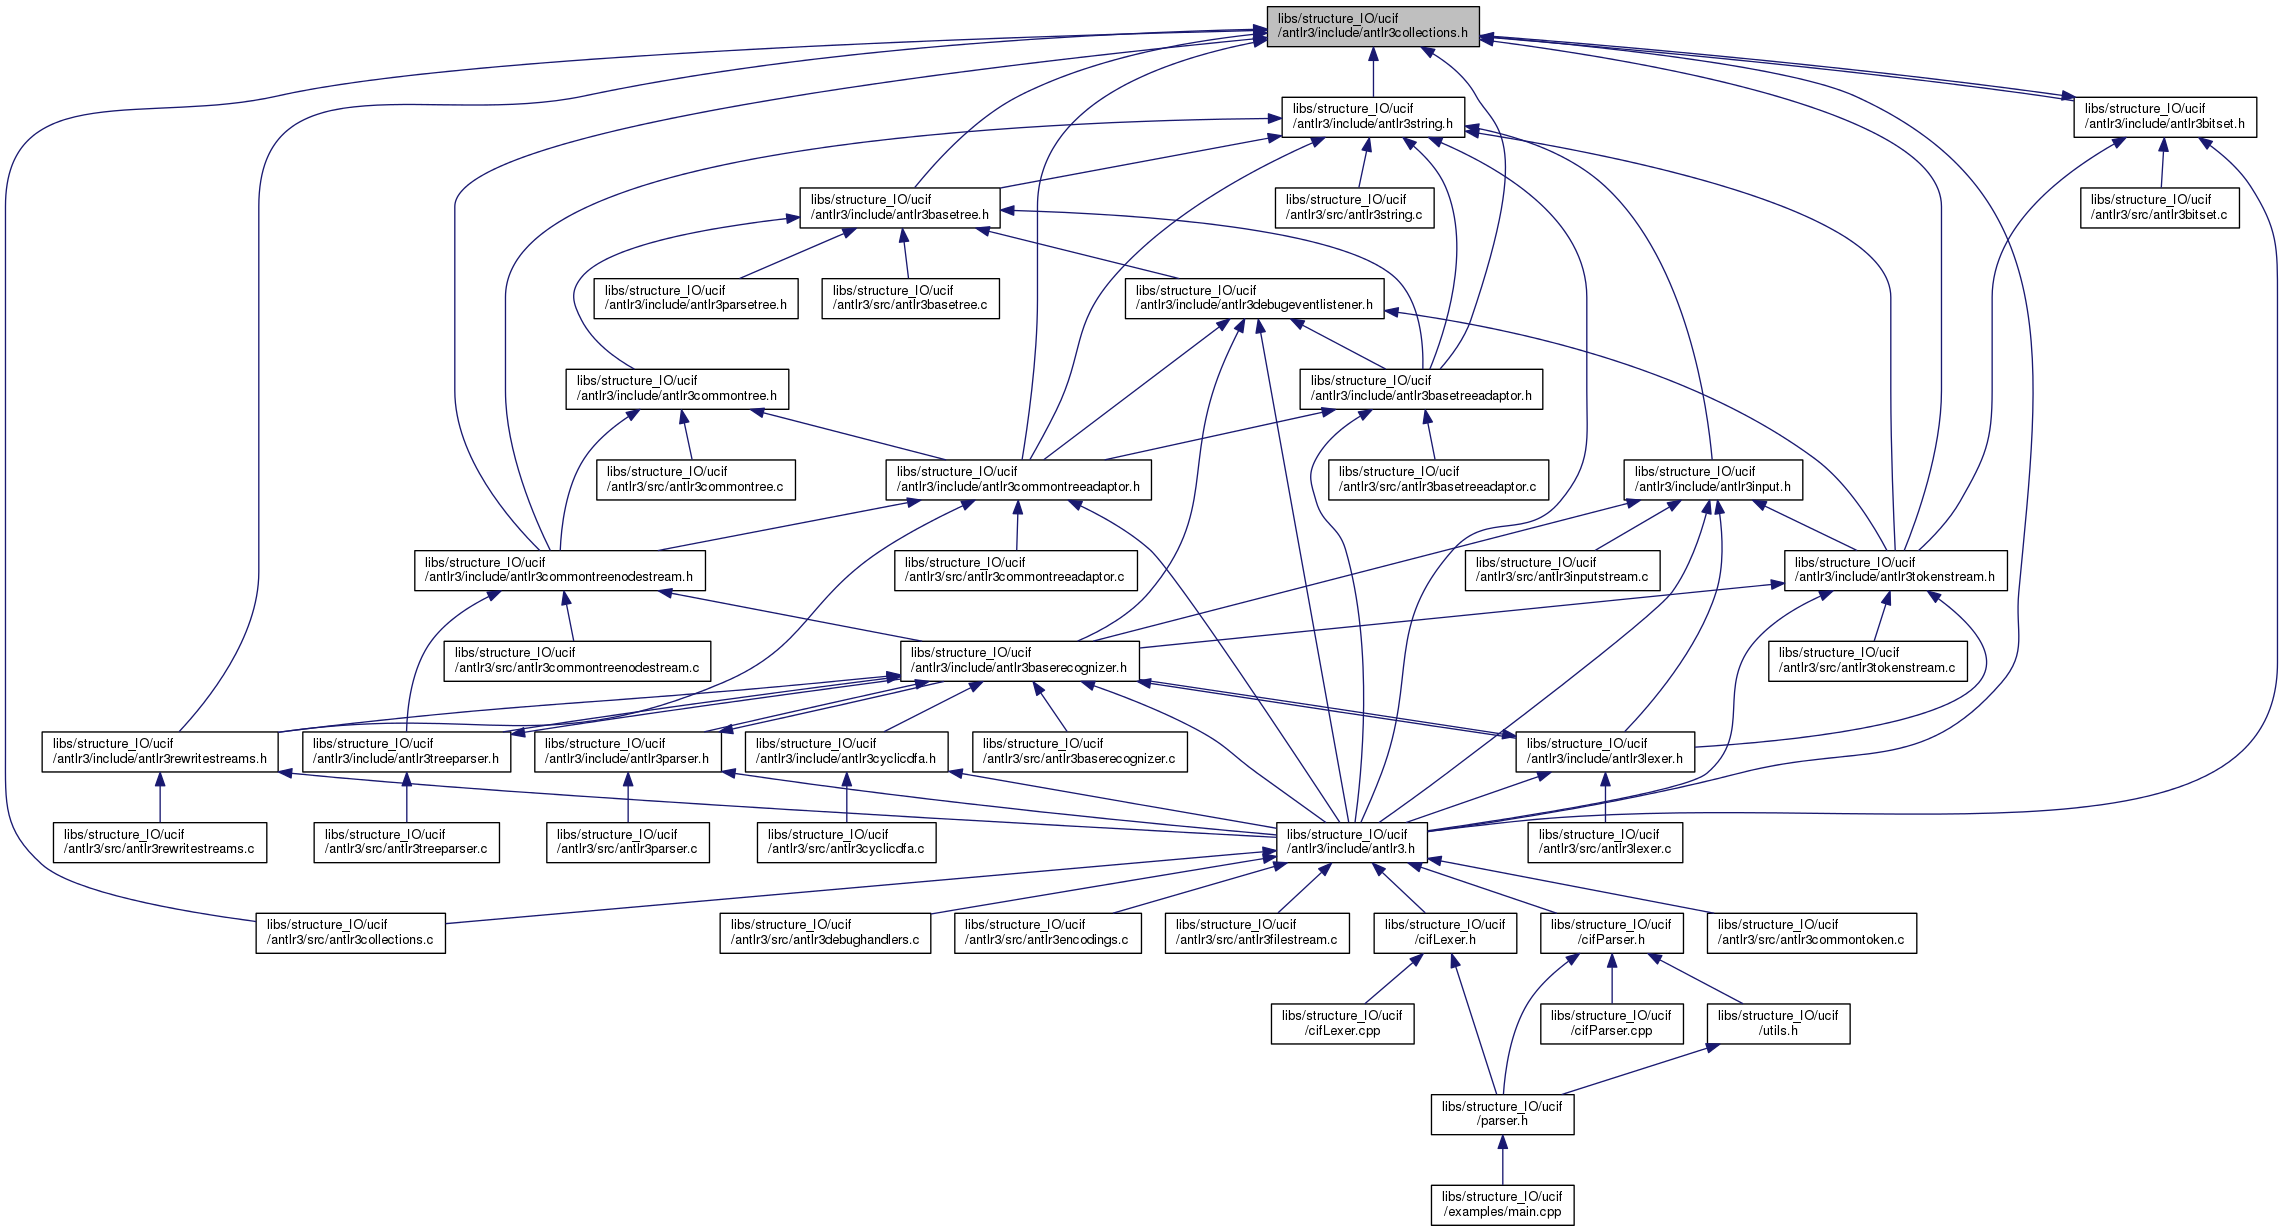 libs/structure_IO/ucif
/antlr3/include/antlr3collections.h
libs/structure_IO/ucif
/antlr3/include/antlr3string.h
libs/structure_IO/ucif
/antlr3/include/antlr3bitset.h
libs/structure_IO/ucif
/antlr3/include/antlr3basetree.h
libs/structure_IO/ucif
/antlr3/src/antlr3string.c
libs/structure_IO/ucif
/antlr3/src/antlr3bitset.c
libs/structure_IO/ucif
/antlr3/include/antlr3parsetree.h
libs/structure_IO/ucif
/antlr3/src/antlr3basetree.c
libs/structure_IO/ucif
/antlr3/include/antlr3debugeventlistener.h
libs/structure_IO/ucif
/antlr3/include/antlr3commontree.h
libs/structure_IO/ucif
/antlr3/include/antlr3basetreeadaptor.h
libs/structure_IO/ucif
/antlr3/src/antlr3commontree.c
libs/structure_IO/ucif
/antlr3/include/antlr3commontreeadaptor.h
libs/structure_IO/ucif
/antlr3/src/antlr3basetreeadaptor.c
libs/structure_IO/ucif
/antlr3/include/antlr3input.h
libs/structure_IO/ucif
/antlr3/include/antlr3commontreenodestream.h
libs/structure_IO/ucif
/antlr3/src/antlr3commontreeadaptor.c
libs/structure_IO/ucif
/antlr3/src/antlr3inputstream.c
libs/structure_IO/ucif
/antlr3/include/antlr3tokenstream.h
libs/structure_IO/ucif
/antlr3/src/antlr3commontreenodestream.c
libs/structure_IO/ucif
/antlr3/include/antlr3baserecognizer.h
libs/structure_IO/ucif
/antlr3/src/antlr3tokenstream.c
libs/structure_IO/ucif
/antlr3/include/antlr3rewritestreams.h
libs/structure_IO/ucif
/antlr3/include/antlr3treeparser.h
libs/structure_IO/ucif
/antlr3/include/antlr3parser.h
libs/structure_IO/ucif
/antlr3/include/antlr3cyclicdfa.h
libs/structure_IO/ucif
/antlr3/src/antlr3baserecognizer.c
libs/structure_IO/ucif
/antlr3/include/antlr3lexer.h
libs/structure_IO/ucif
/antlr3/src/antlr3rewritestreams.c
libs/structure_IO/ucif
/antlr3/src/antlr3treeparser.c
libs/structure_IO/ucif
/antlr3/src/antlr3parser.c
libs/structure_IO/ucif
/antlr3/src/antlr3cyclicdfa.c
libs/structure_IO/ucif
/antlr3/include/antlr3.h
libs/structure_IO/ucif
/antlr3/src/antlr3lexer.c
libs/structure_IO/ucif
/antlr3/src/antlr3collections.c
libs/structure_IO/ucif
/antlr3/src/antlr3debughandlers.c
libs/structure_IO/ucif
/antlr3/src/antlr3encodings.c
libs/structure_IO/ucif
/antlr3/src/antlr3filestream.c
libs/structure_IO/ucif
/cifLexer.h
libs/structure_IO/ucif
/cifParser.h
libs/structure_IO/ucif
/antlr3/src/antlr3commontoken.c
libs/structure_IO/ucif
/cifLexer.cpp
libs/structure_IO/ucif
/cifParser.cpp
libs/structure_IO/ucif
/utils.h
libs/structure_IO/ucif
/parser.h
libs/structure_IO/ucif
/examples/main.cpp